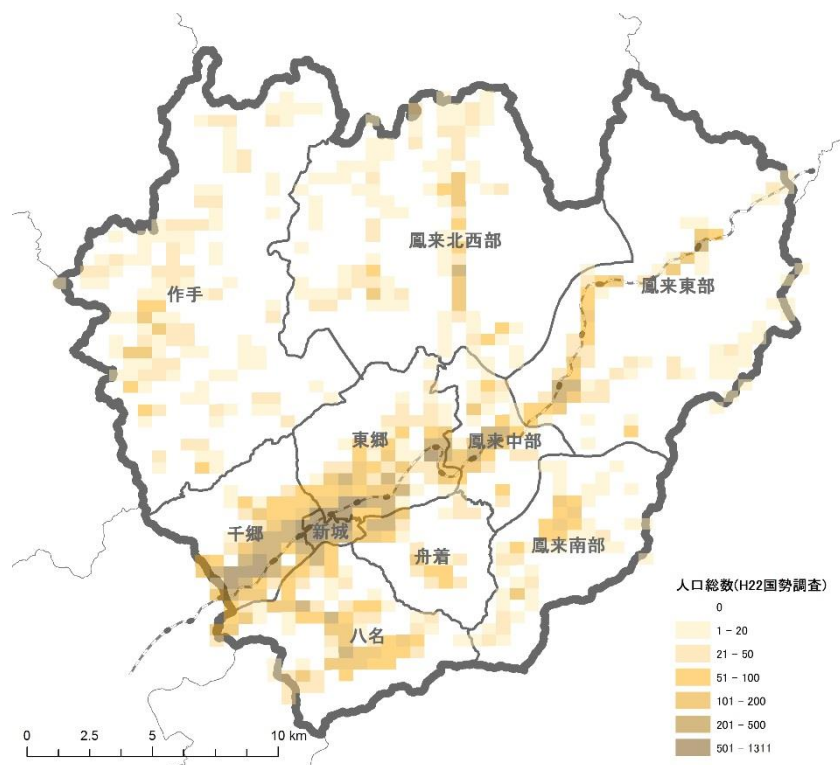 鳳来北西部
鳳来東部
作手
東郷
鳳来中部
千郷
新城
舟着
鳳来南部
八名
人口総数(H22国勢調査)
0
1 - 20
21 - 50
51 - 100
101 - 200
201 - 500
501 - 1311
0 2.5 5 10 km